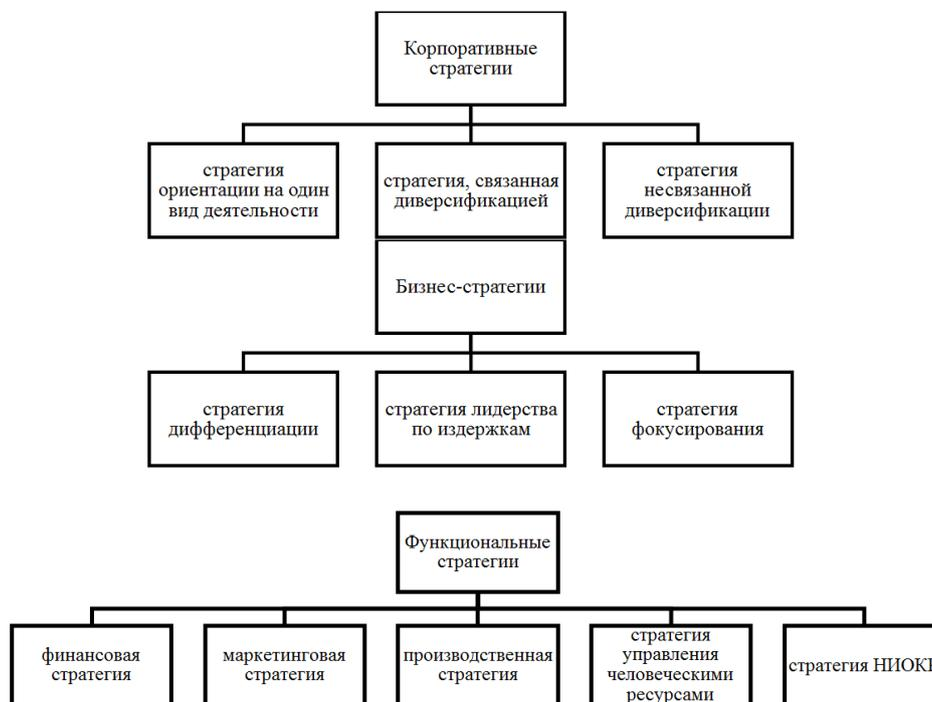 Корпоративные
стратегии
стратегия
ориентации на один
вид деятельности
стратегия, связанная
диверсификацией
стратегия
несвязанной
диверсификации
Бизнес-стратегии
стратегия
дифференциации
стратегия лидерства
по издержкам
стратегия
фокусирования
Функциональные
стратегии
финансовая
стратегия
маркетинговая
стратегия
производственная
стратегия
стратегия
управления
человеческими
ресурсами
стратегия НИОКР